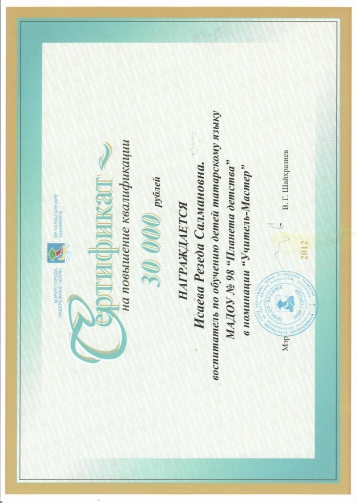 Сертификат
на повышение квалификации
30 000 рублей
НАГРАЖДАЕТСЯ
Исаева Резеда Салмановна.
воспитатель по обучению детей татарскому языку
МАДОУ № 98 “Планета детства”
в номинации “Учитель-Мастер”
Мэр В. Г. Шайхразиев
2012